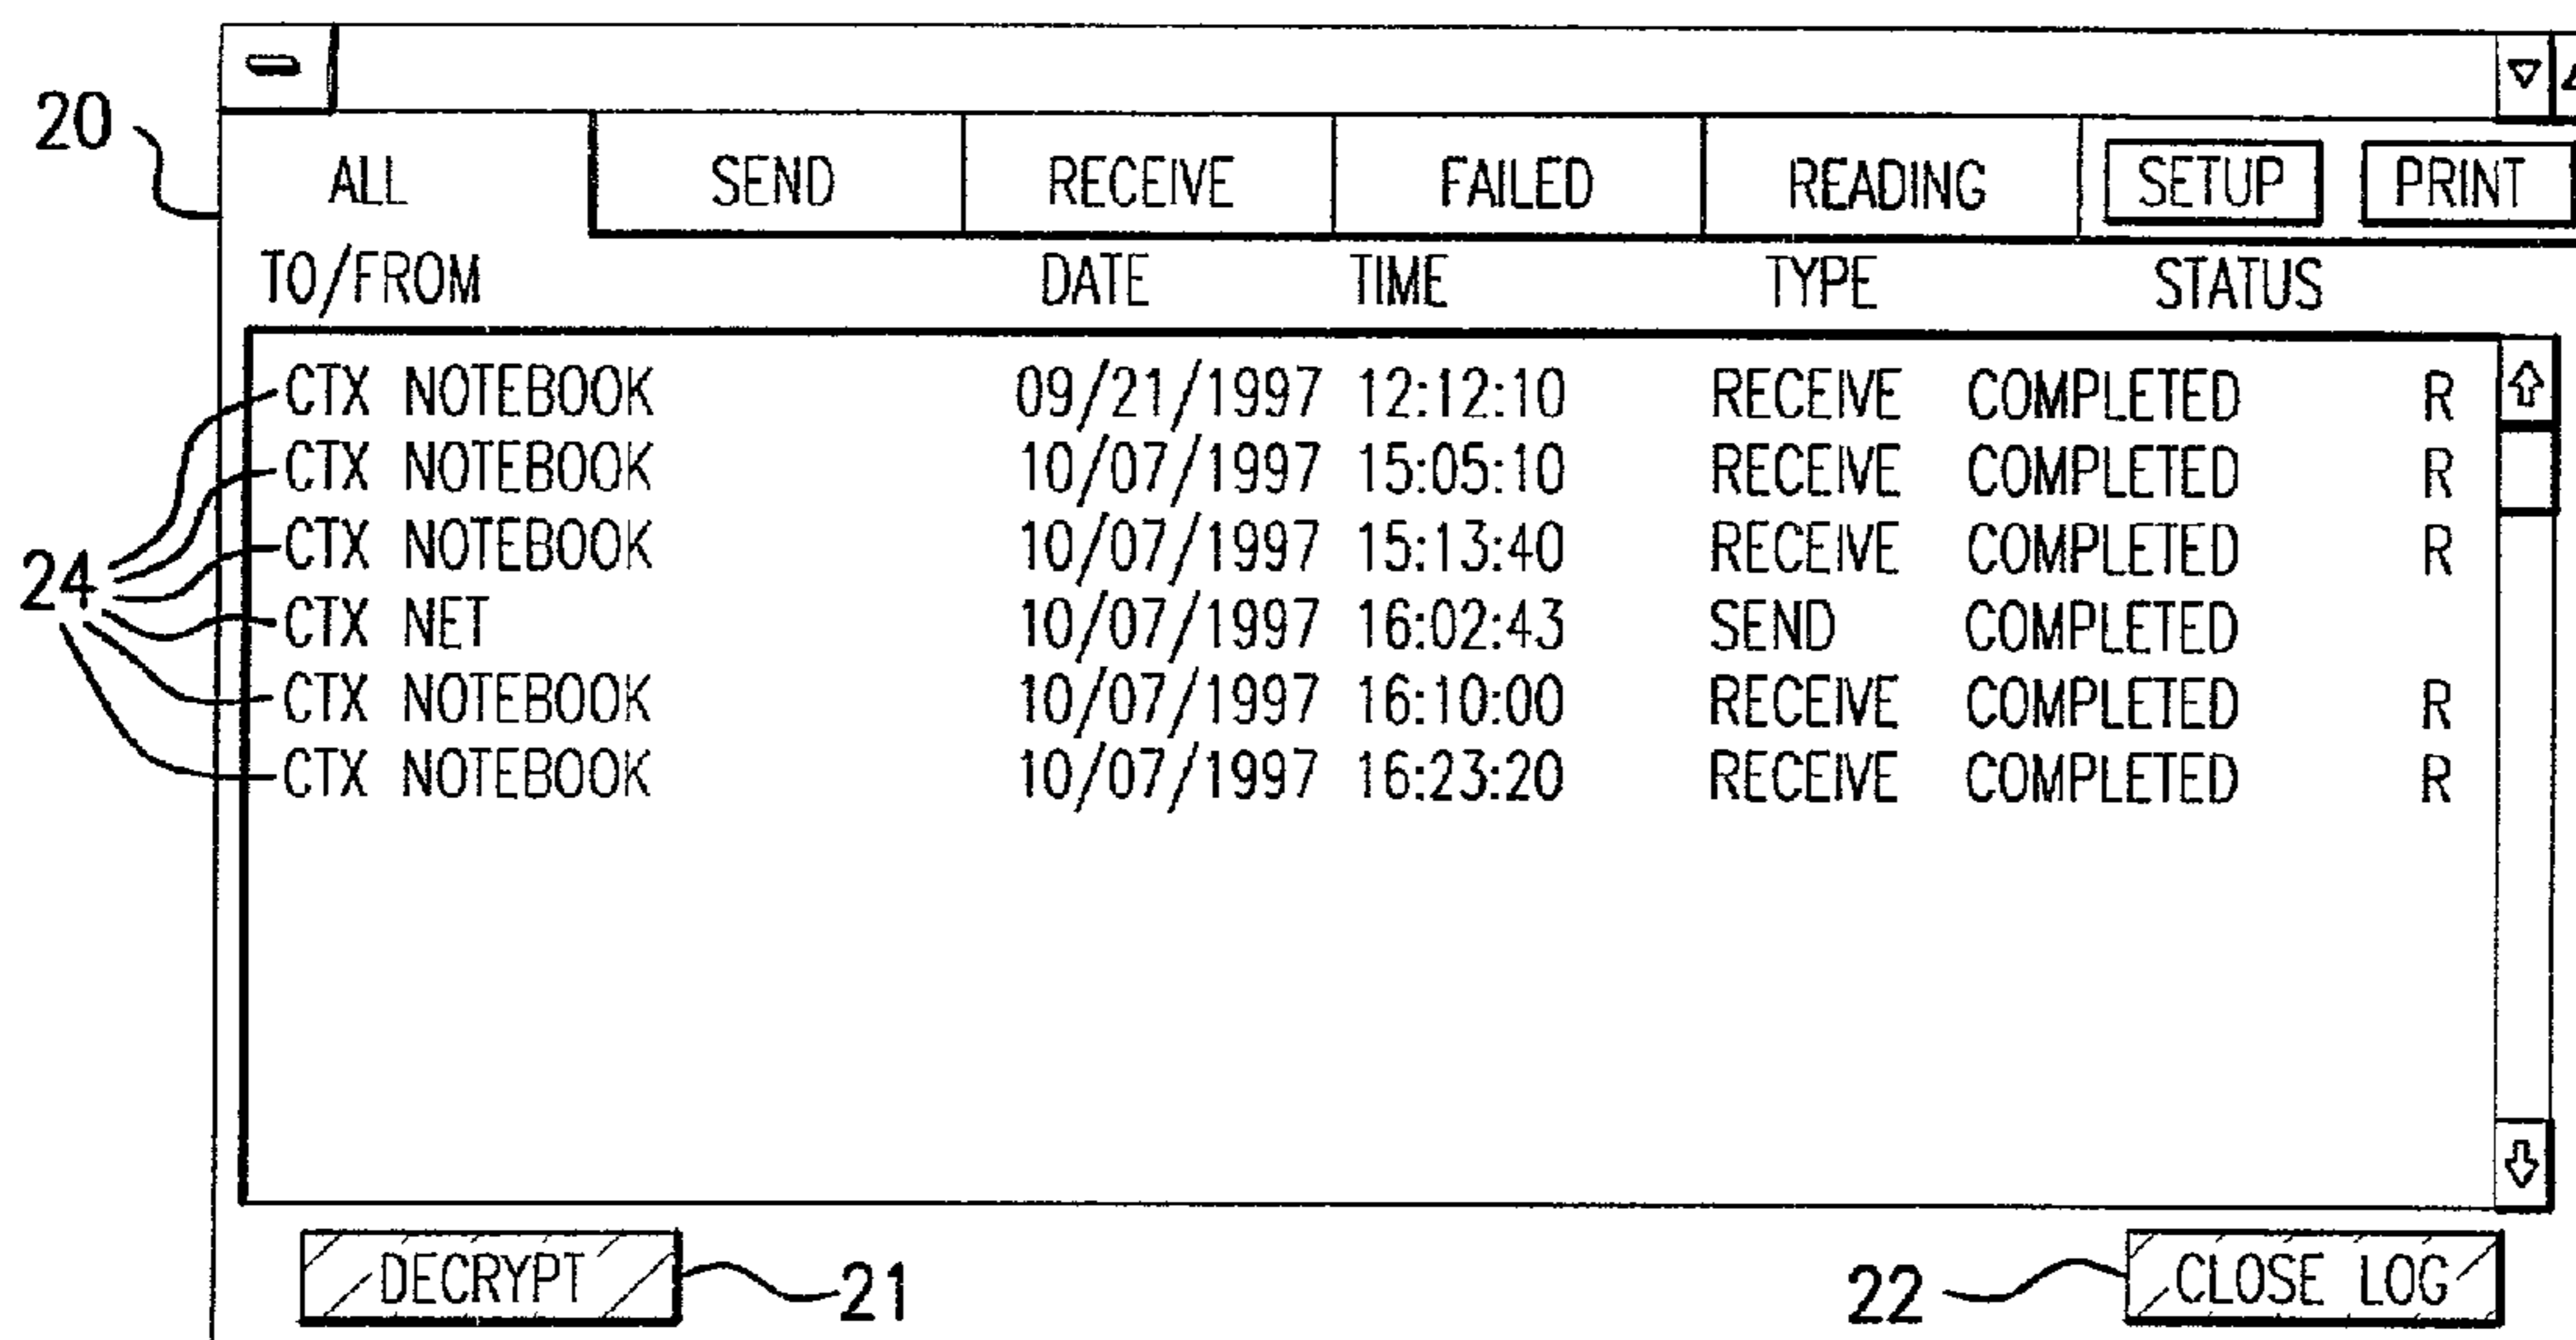 20
ALL SEND RECEIVE FAILED READING SETUP PRINT
TO/FROM DATE TIME TYPE STATUS
CTX NOTEBOOK 09/21/1997 12:12:10 RECEIVE COMPLETED R
CTX NOTEBOOK 10/07/1997 15:05:10 RECEIVE COMPLETED R
24 CTX NOTEBOOK 10/07/1997 15:13:40 RECEIVE COMPLETED R
CTX NET 10/07/1997 16:02:43 SEND COMPLETED
CTX NOTEBOOK 10/07/1997 16:10:00 RECEIVE COMPLETED R
CTX NOTEBOOK 10/07/1997 16:23:20 RECEIVE COMPLETED R
DECRYPT 21 22 CLOSE LOG